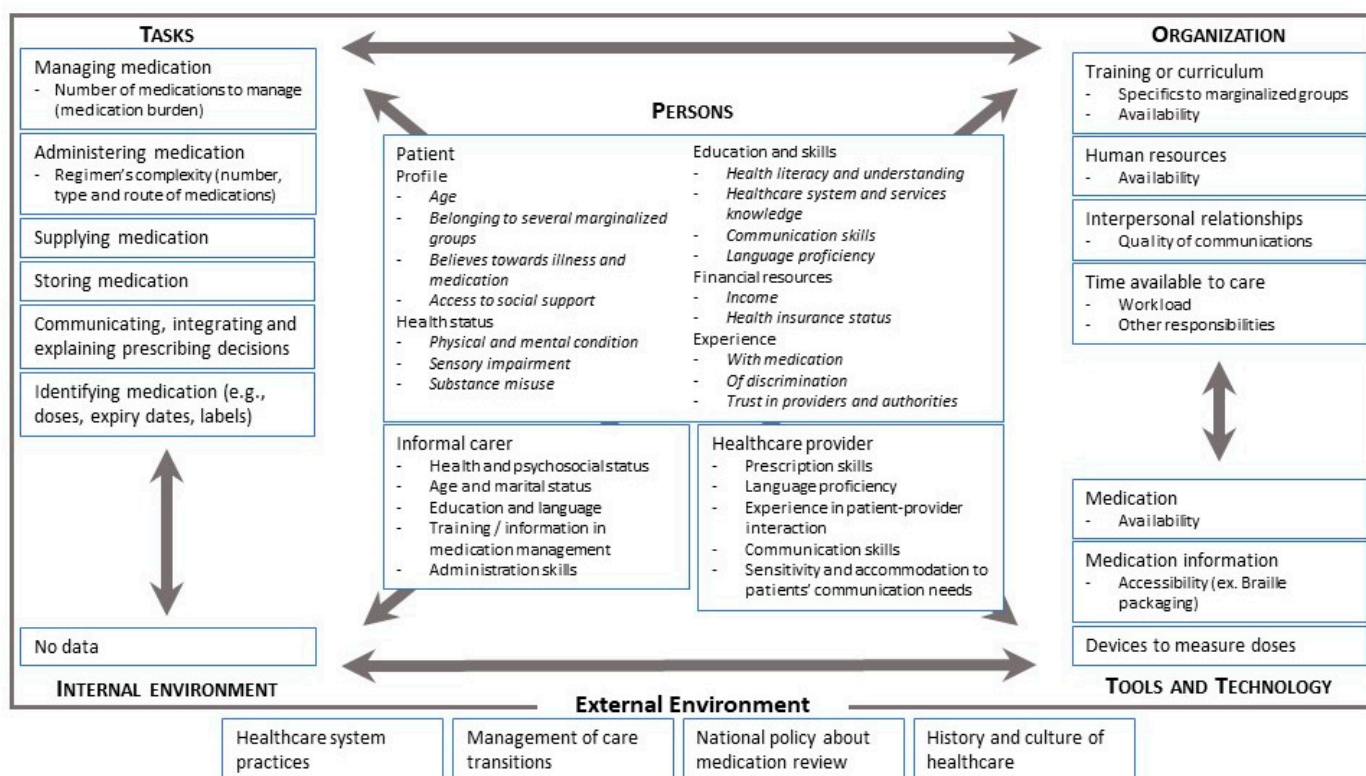 TASKS
Managing medication
- Number of medications to manage
(medication burden)
Administering medication
- Regimen's complexity (number,
type and route of medications)
Supplying medication
Storing medication
Communicating, integrating and
explaining prescribing decisions
Identifying medication (e.g.,
doses, expiry dates, labels)
PERSONS
Patient
Profile
- Age
- Belonging to several marginalized
groups
- Believes towards illness and
medication
- Access to social support
Health status
- Physical and mental condition
- Sensory impairment
- Substance misuse
Education and skills
- Health literacy and understanding
- Healthcare system and services
knowledge
- Communication skills
- Language proficiency
Financial resources
- Income
- Health insurance status
Experience
- With medication
- Of discrimination
- Trust in providers and authorities
Informal carer
- Health and psychosocial status
- Age and marital status
- Education and language
- Training / information in
medication management
- Administration skills
Healthcare provider
- Prescription skills
- Language proficiency
- Experience in patient-provider
interaction
- Communication skills
- Sensitivity and accommodation to
patients' communication needs
ORGANIZATION
Training or curriculum
- Specifics to marginalized groups
- Availability
Human resources
- Availability
Interpersonal relationships
- Quality of communications
Time available to care
- Workload
- Other responsibilities
Medication
- Availability
Medication information
- Accessibility (ex. Braille
packaging)
Devices to measure doses
TOOLS AND TECHNOLOGY
No data
INTERNAL ENVIRONMENT
External Environment
Healthcare system
practices
Management of care
transitions
National policy about
medication review
History and culture of
healthcare